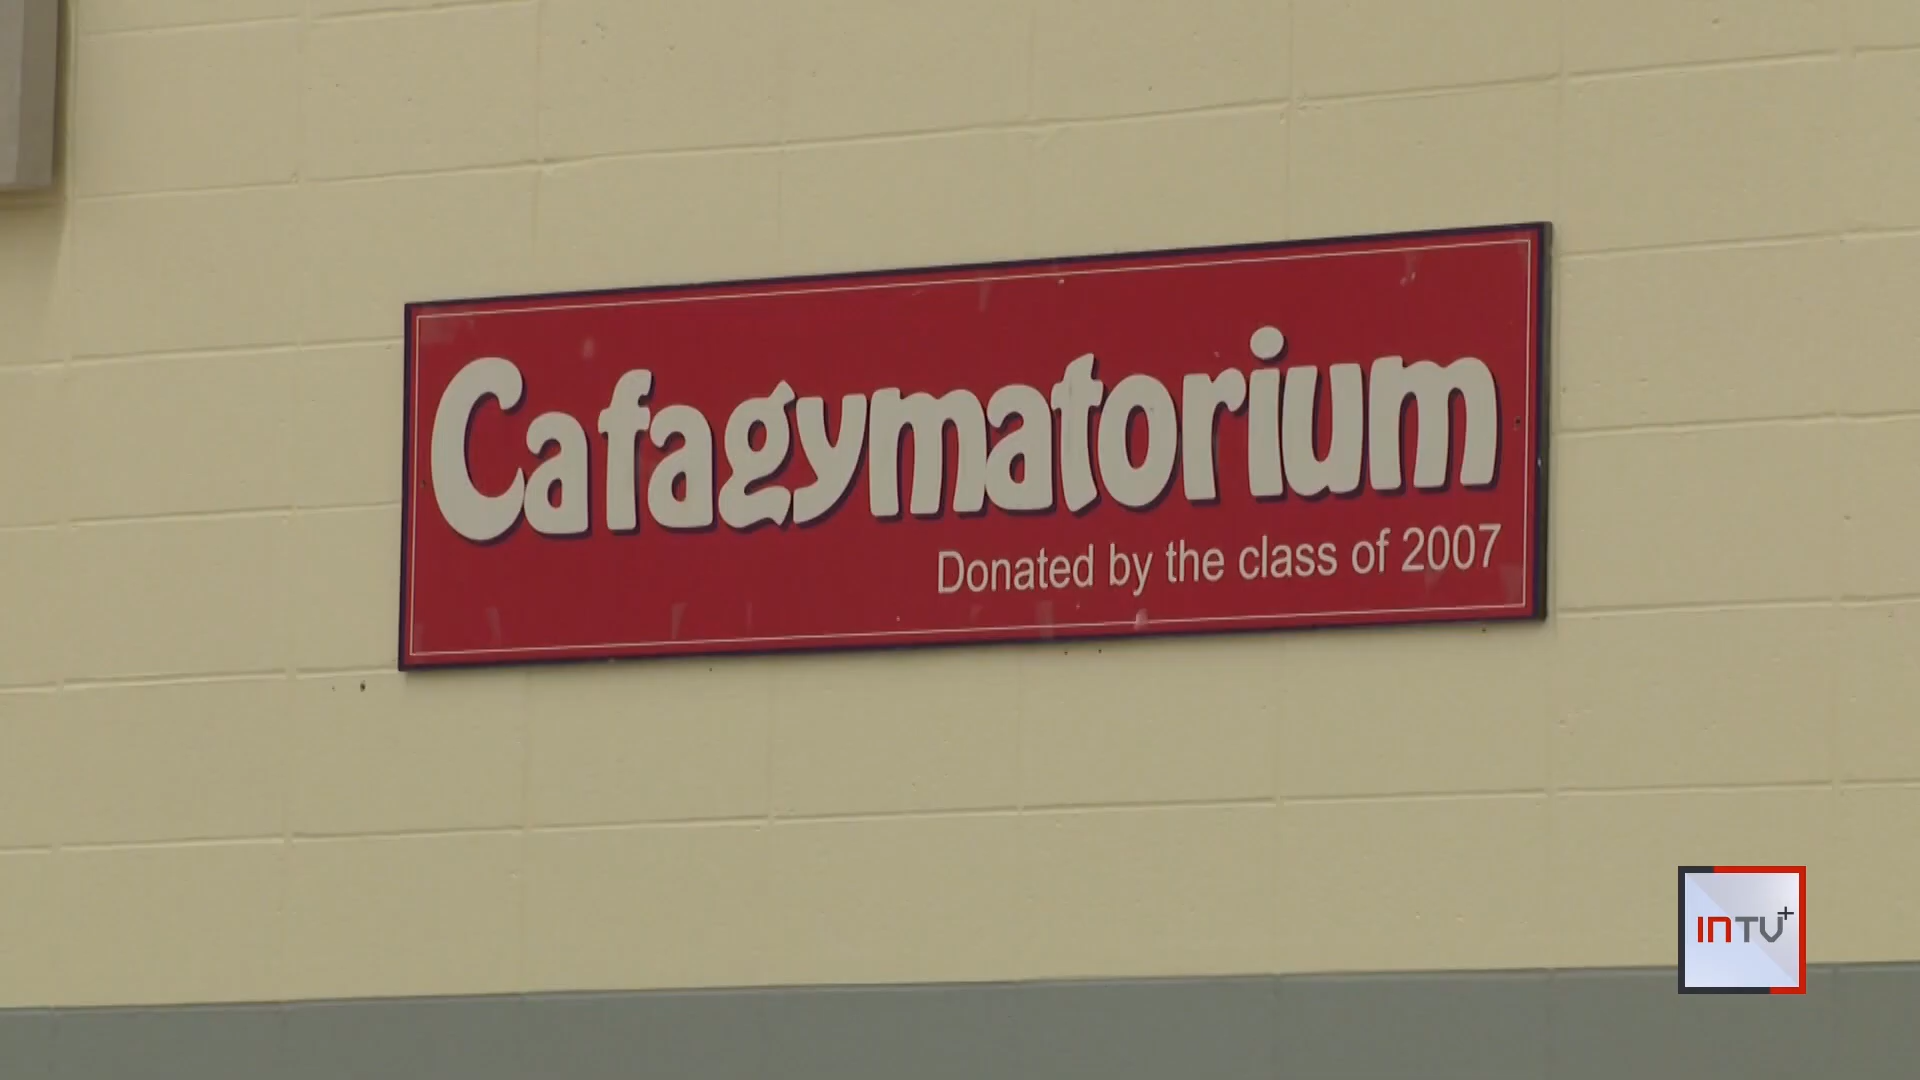 Cafagymatorium
Donated by the class of 2007
INTV+